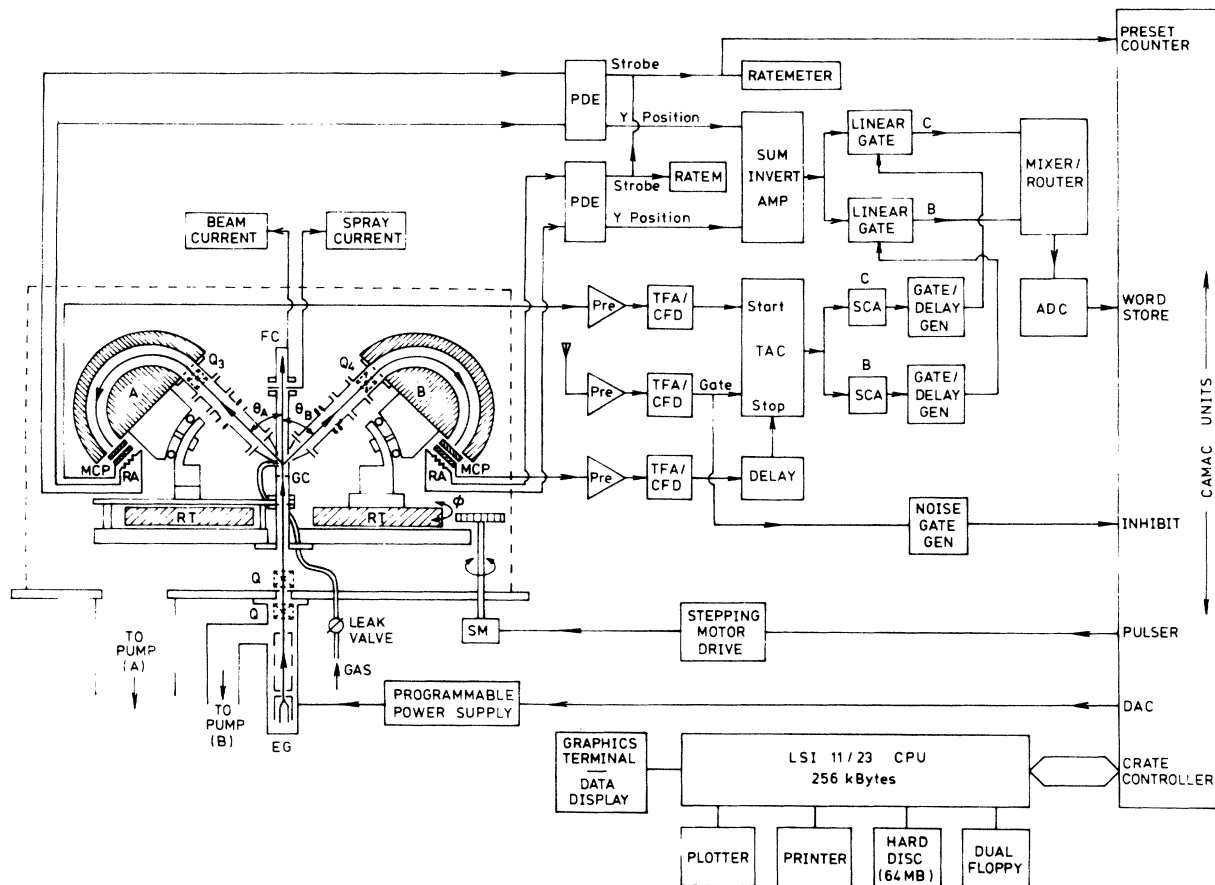 PRESET
COUNTER
Strobe
RATEMETER
PDE
Y Position
LINEAR
GATE
C
SUM
INVERT
AMP
MIXER/
ROUTER
RATEM
Strobe
PDE
Y Position
LINEAR
GATE
B
BEAM
CURRENT
SPRAY
CURRENT
Pre
TFA/
CFD
Start
TAC
C
SCA
GATE/
DELAY
GEN
ADC
WORD
STORE
CAMAC UNITS
FC
Q3
Q4
A
θA
θB
B
Pre
TFA/
CFD
Gate
Stop
B
SCA
GATE/
DELAY
GEN
MCP
RA
GC
RA
MCP
Pre
TFA/
CFD
DELAY
RT
RT
ϕ
NOISE
GATE
GEN
INHIBIT
Q
Q
LEAK
VALVE
GAS
SM
STEPPING
MOTOR
DRIVE
PULSER
TO
PUMP
(A)
TO
PUMP
(B)
EG
PROGRAMMABLE
POWER SUPPLY
DAC
GRAPHICS
TERMINAL
DATA
DISPLAY
LSI 11/23 CPU
256 kBytes
CRATE
CONTROLLER
PLOTTER
PRINTER
HARD
DISC
(64MB)
DUAL
FLOPPY